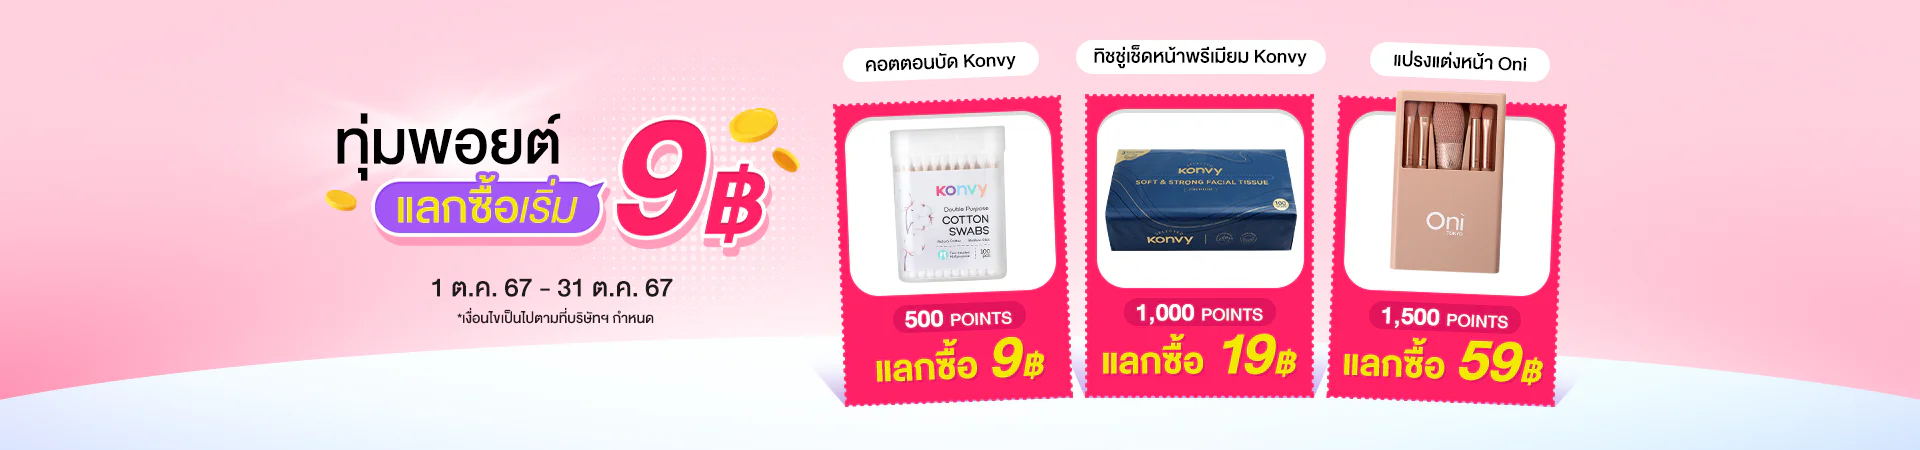 ทุ่มพอยต์
แลกซื้อเริ่ม
9฿
1 ต.ค. 67 - 31 ต.ค. 67
*เงื่อนไขเป็นไปตามที่บริษัทฯ กำหนด
คอตตอนบัด Konvy
konvy
Double Purpose
COTTON
SWABS
100
500 POINTS
แลกซื้อ 9฿
ทิชชู่เช็ดหน้าพรีเมียม Konvy
SELECTED
KONVY
SOFT & STRONG FACIAL TISSUE
PREMIUM
100
SELECTED
KONVY
1,000 POINTS
แลกซื้อ 19฿
แปรงแต่งหน้า Oni
Oni
TOKYO
1,500 POINTS
แลกซื้อ 59฿